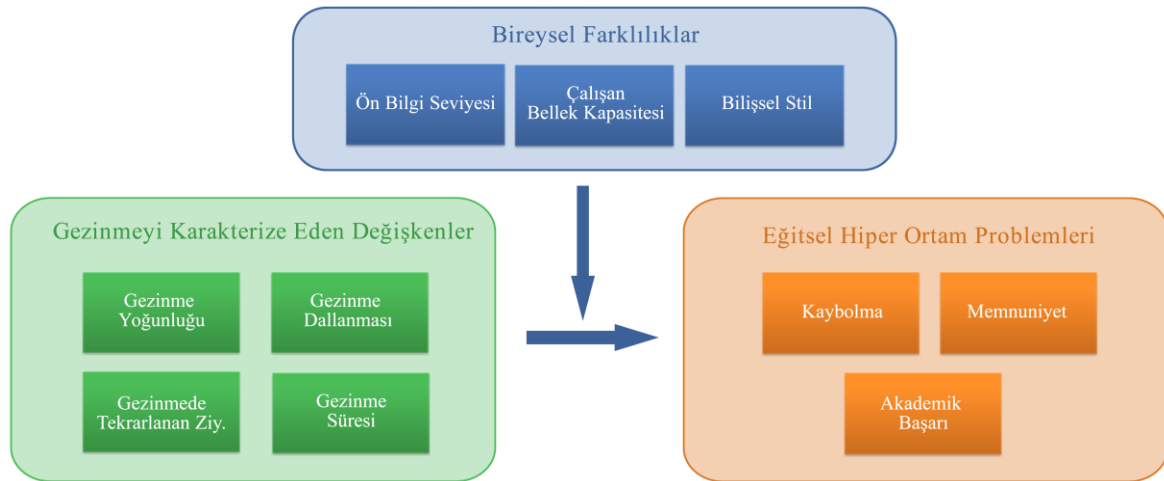 Bireysel Farklılıklar
Ön Bilgi Seviyesi
Çalışan
Bellek Kapasitesi
Bilişsel Stil
Gezinmeyi Karakterize Eden Değişkenler
Gezinme
Yoğunluğu
Gezinme
Dallanması
Gezinmede
Tekrarlanan Ziy.
Gezinme
Süresi
Eğitsel Hiper Ortam Problemleri
Kaybolma
Memnuniyet
Akademik
Başarı